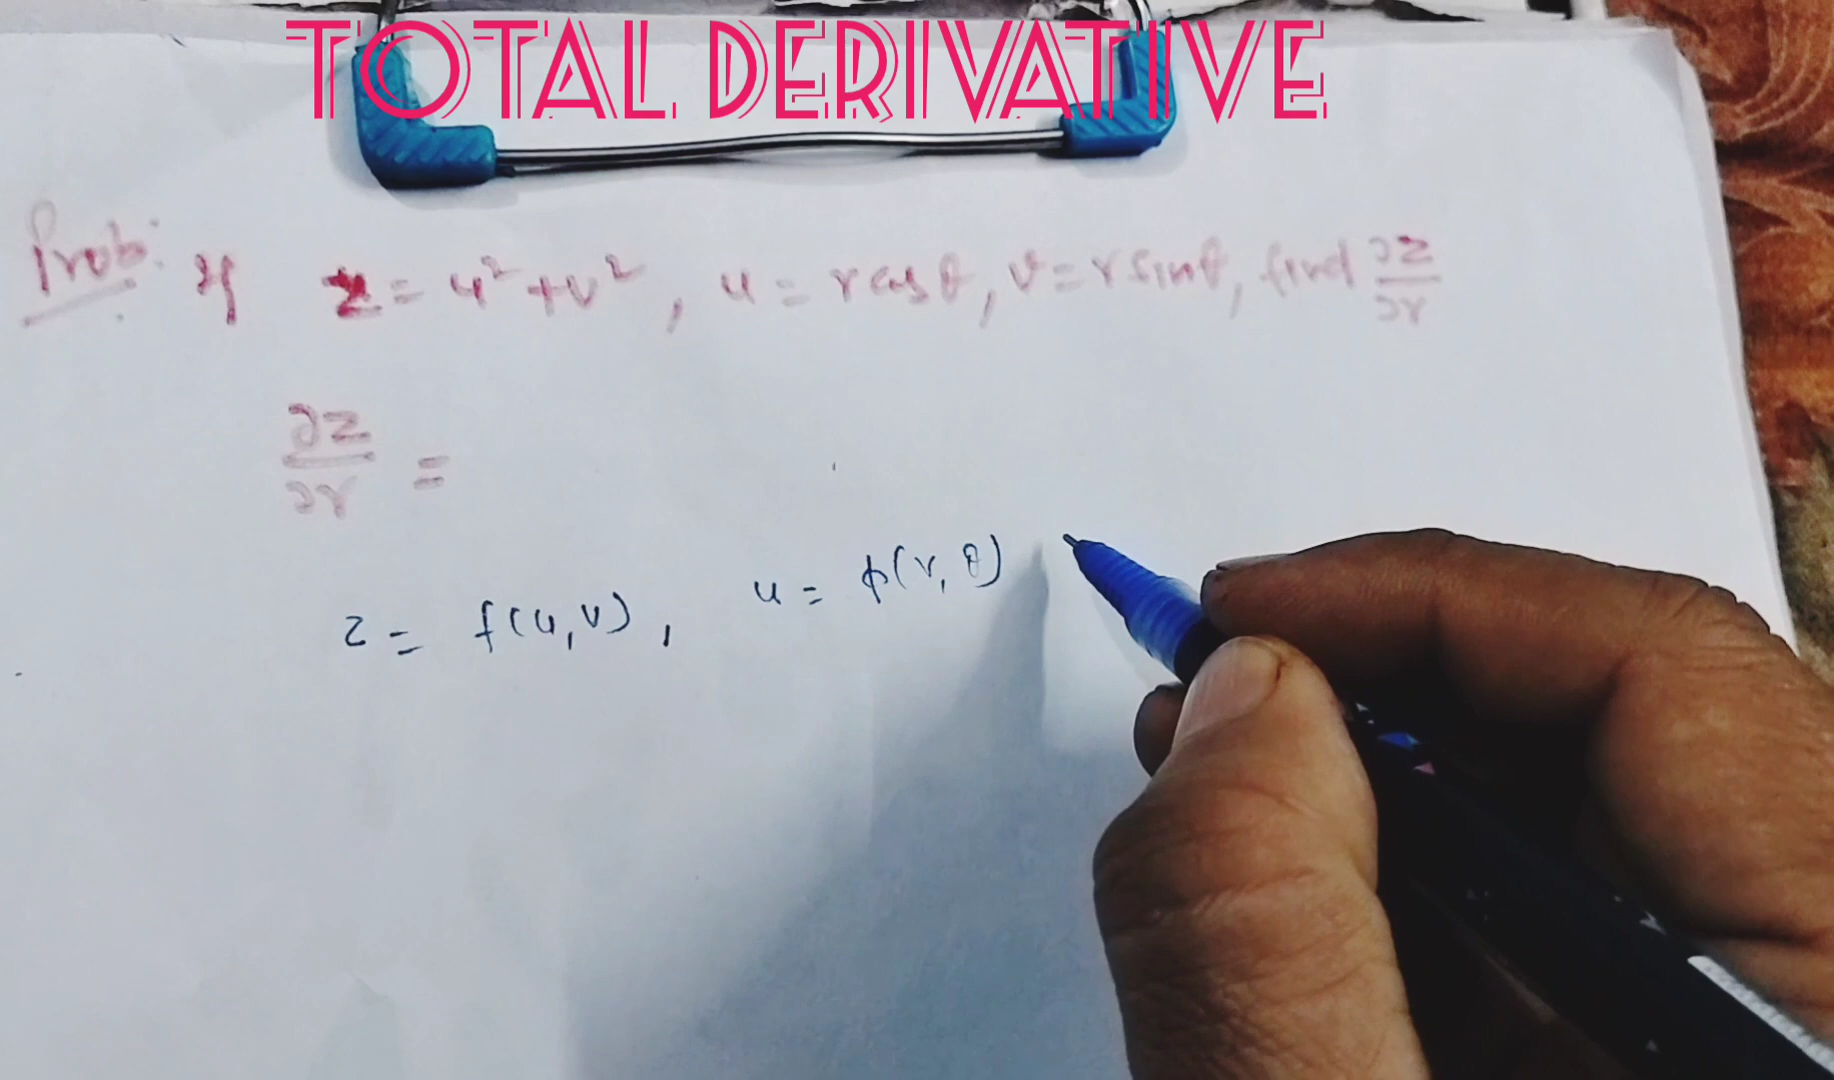 TOTAL DERIVATIVE
Prob: If z = u² + v², u = r cos θ, v = r sin θ, find ∂z/∂r
∂z/∂r =
z = f(u, v), u = φ(r, θ)